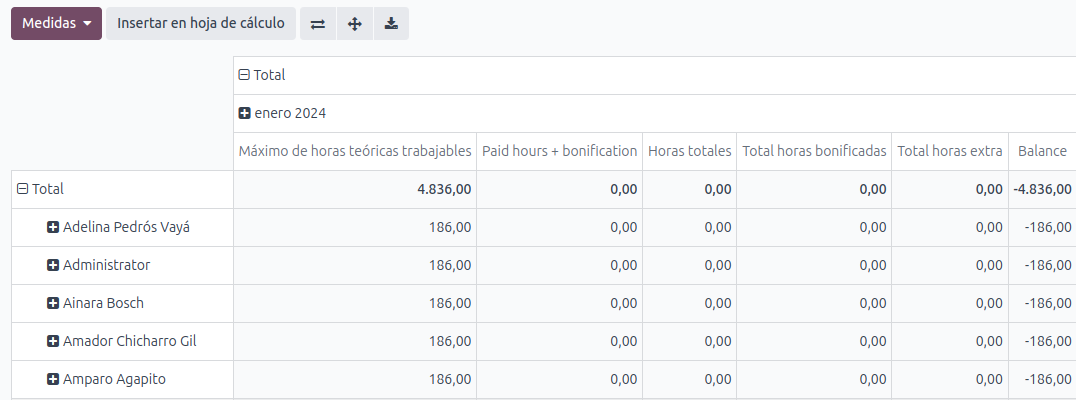 Medidas Insertar en hoja de cálculo
Total
enero 2024
Máximo de horas teóricas trabajables Paid hours + bonification Horas totales Total horas bonificadas Total horas extra Balance
Total 4.836,00 0,00 0,00 0,00 0,00 -4.836,00
Adelina Pedrós Vayá 186,00 0,00 0,00 0,00 0,00 -186,00
Administrator 186,00 0,00 0,00 0,00 0,00 -186,00
Ainara Bosch 186,00 0,00 0,00 0,00 0,00 -186,00
Amador Chicharro Gil 186,00 0,00 0,00 0,00 0,00 -186,00
Amparo Agapito 186,00 0,00 0,00 0,00 0,00 -186,00